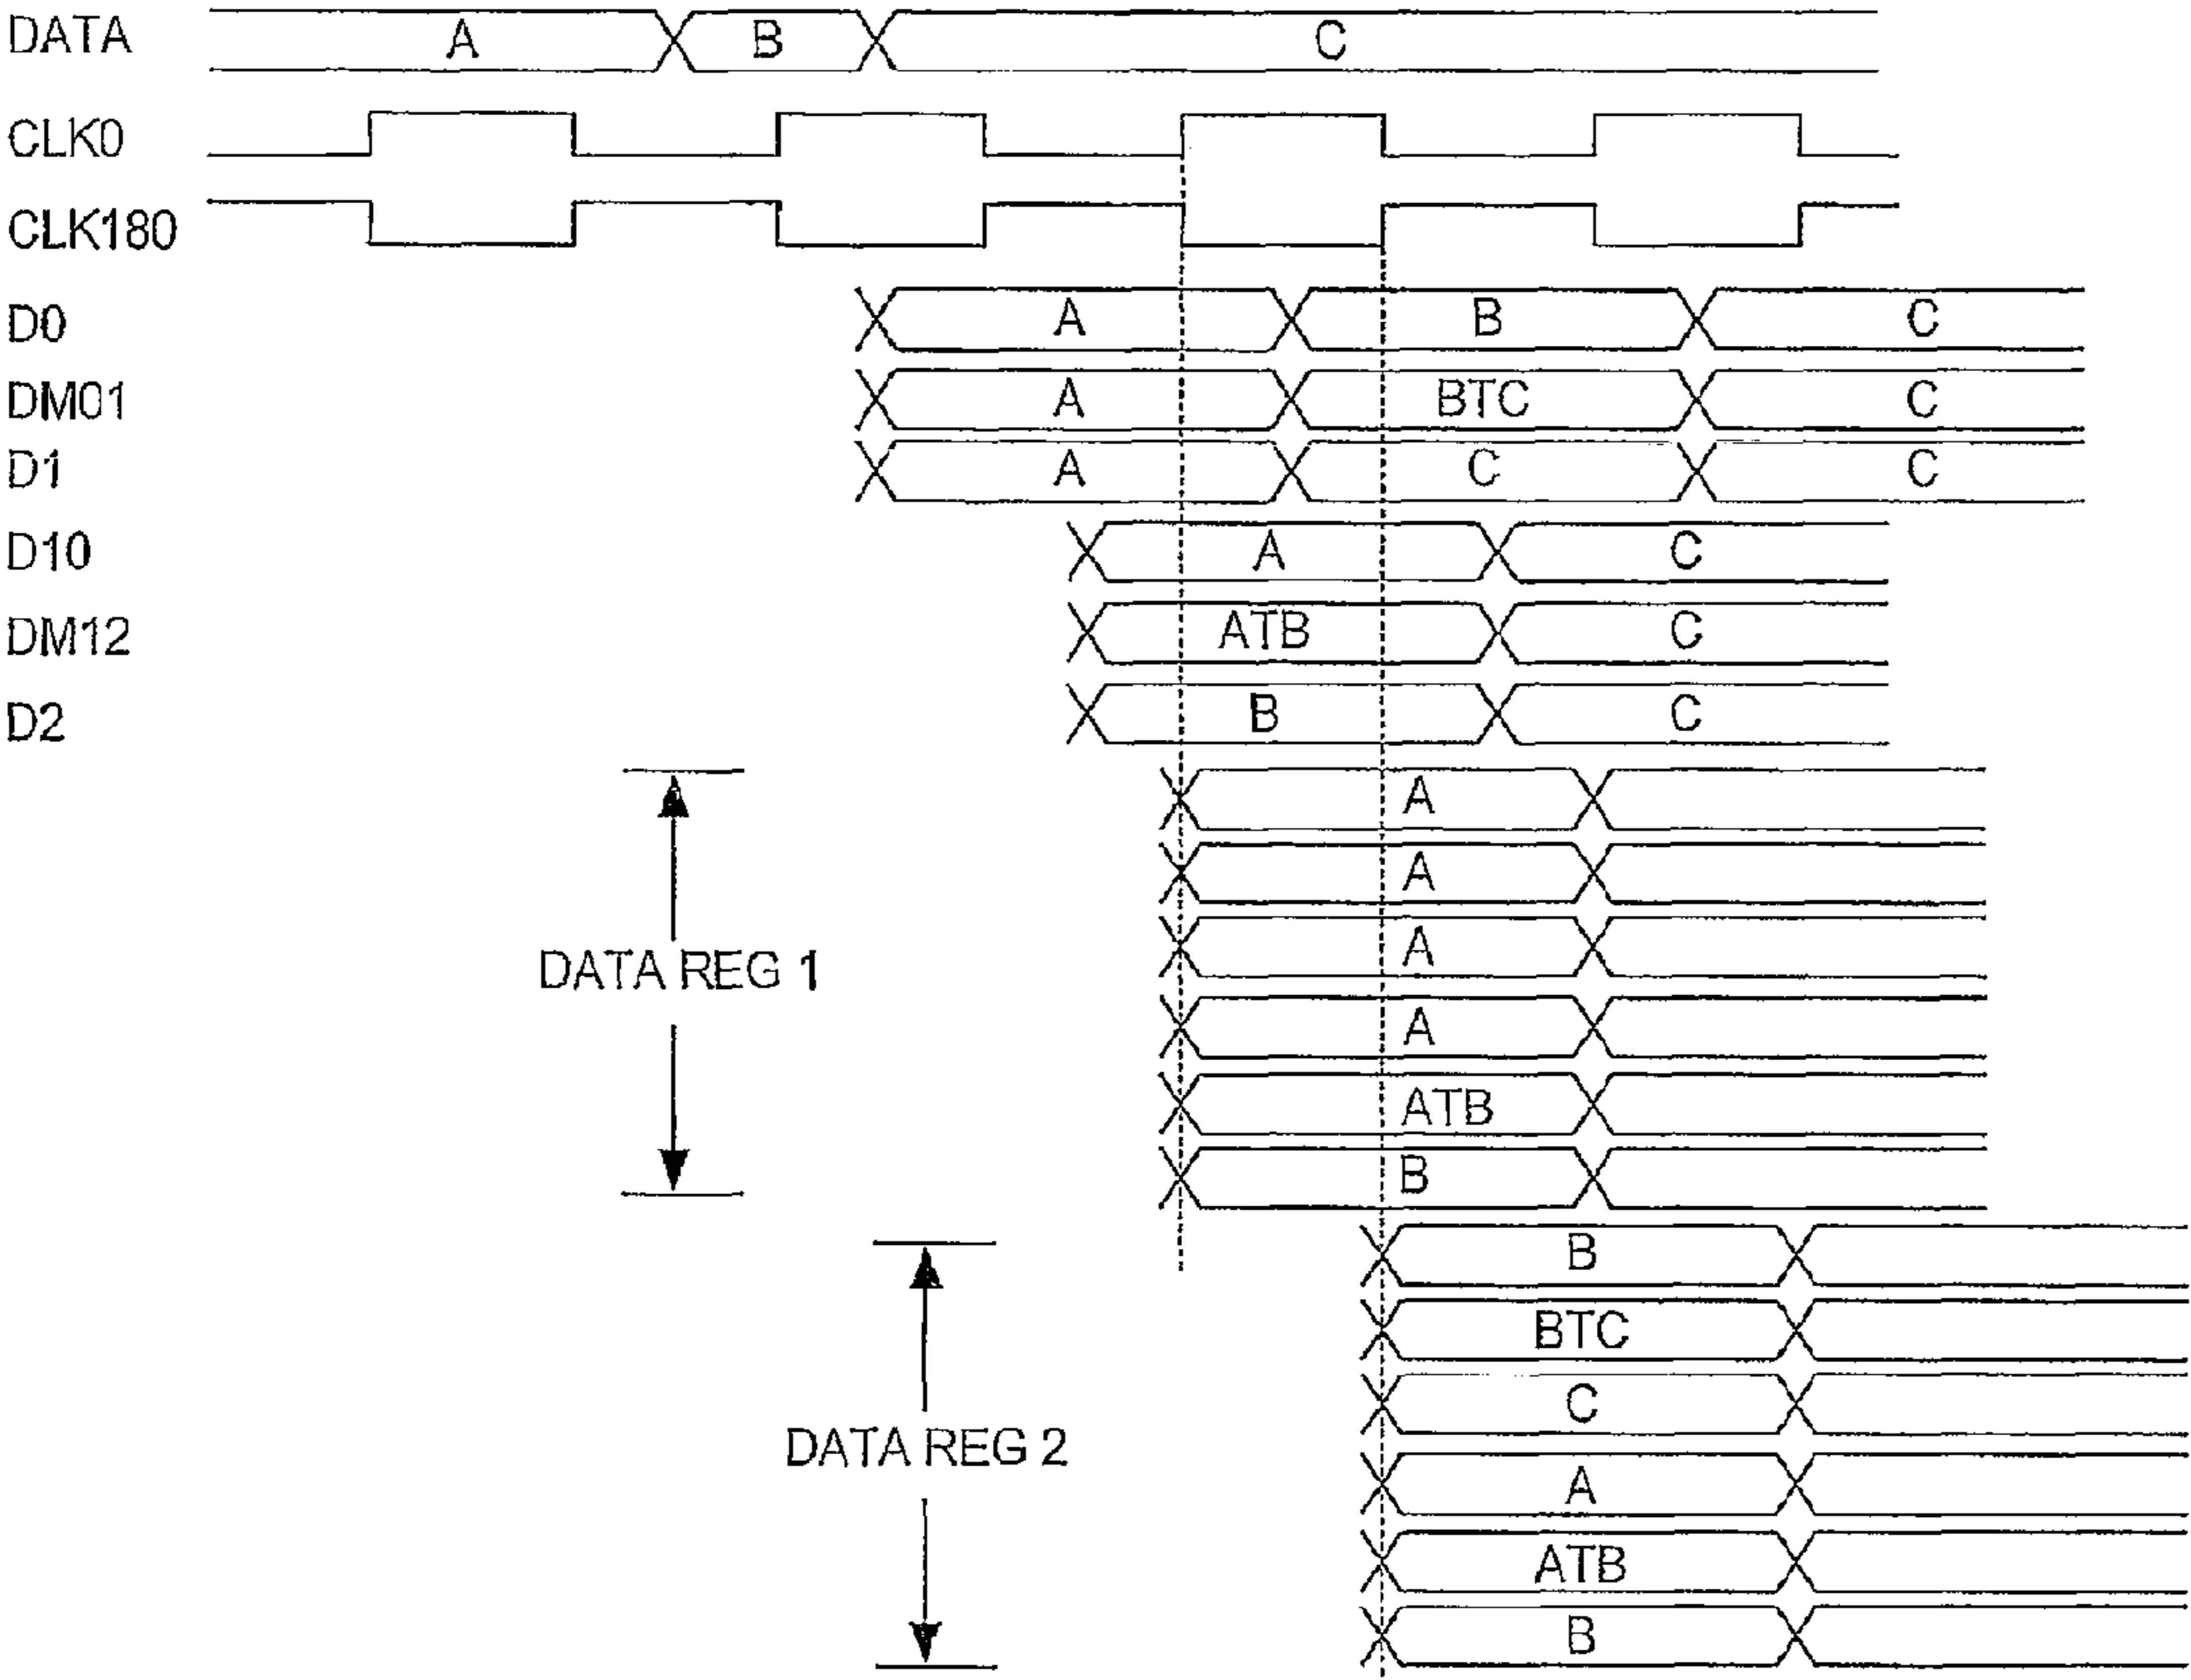 DATA A B C
CLK0
CLK180
D0 A B C
DM01 A BTC C
D1 A C C
D10 A C
DM12 ATB C
D2 B C
A
A
A
DATA REG 1
A
ATB
B
B
BTC
C
DATA REG 2
A
ATB
B